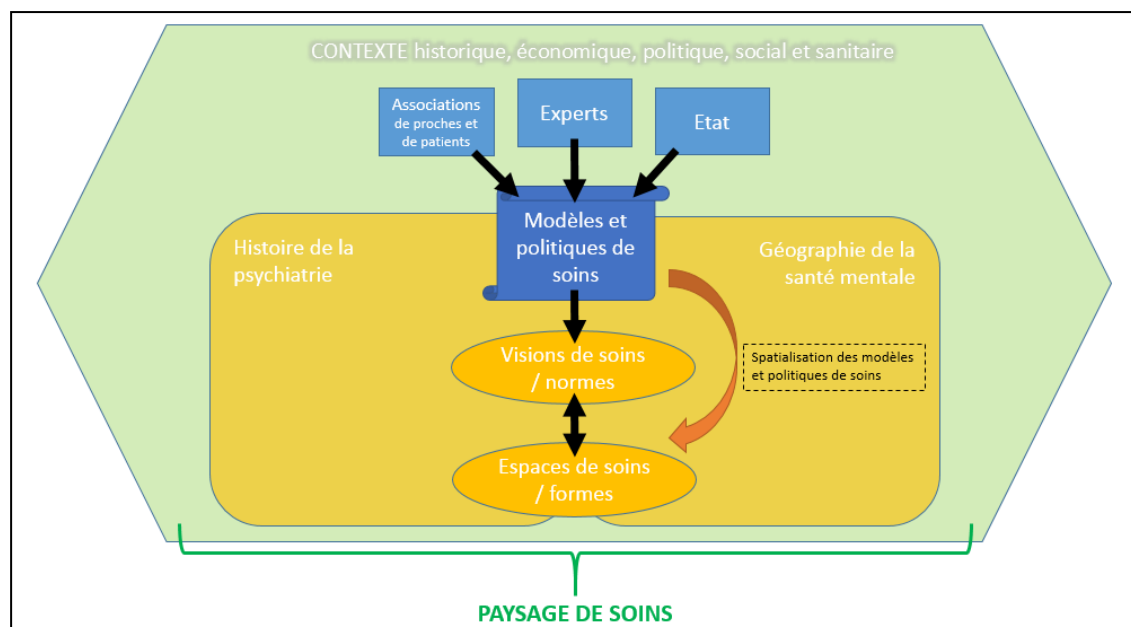 CONTEXTE historique, économique, politique, social et sanitaire
Associations
de proches et
de patients
Experts
Etat
Modèles et
politiques de
soins
Histoire de la
psychiatrie
Géographie de la
santé mentale
Visions de soins
/ normes
Spatialisation des modèles
et politiques de soins
Espaces de soins
/ formes
PAYSAGE DE SOINS